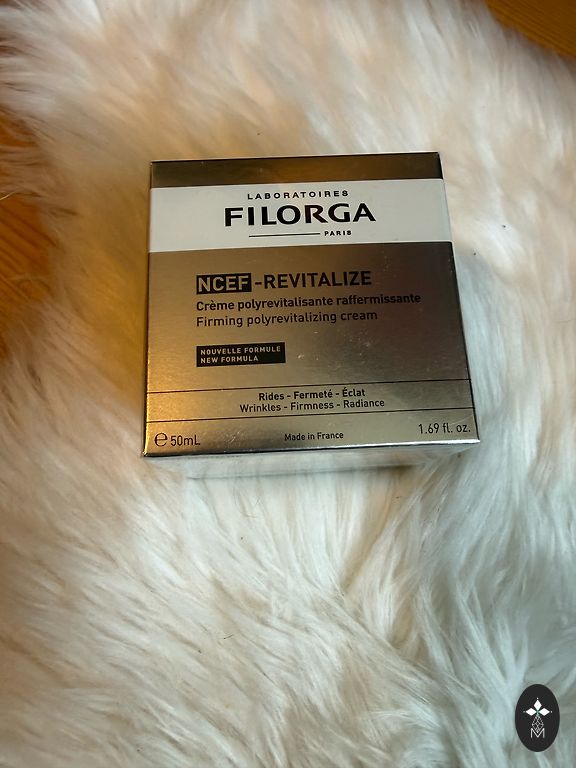 LABORATOIRES
FILORGA
PARIS
NCEF-REVITALIZE
Crème polyrevitalisante raffermissante
Firming polyrevitalizing cream
NOUVELLE FORMULE
NEW FORMULA
Rides - Fermeté - Éclat
Wrinkles - Firmness - Radiance
℮ 50mL Made in France 1.69 fl. oz.
M